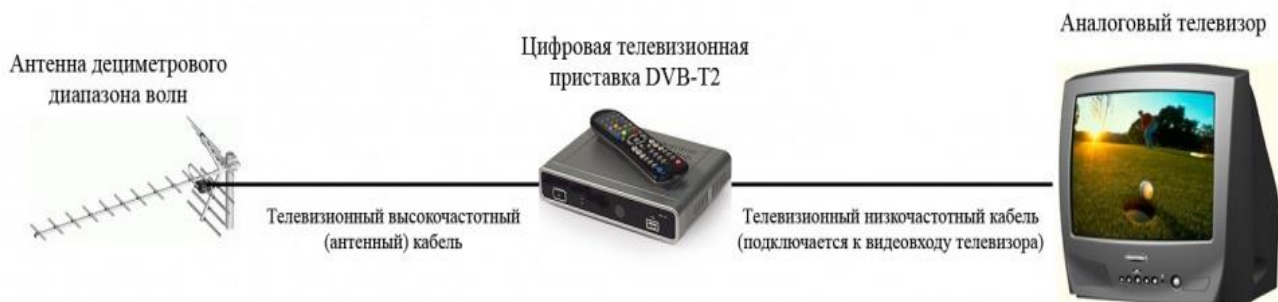 Антенна дециметрового
диапазона волн
Телевизионный высокочастотный
(антенный) кабель
Цифровая телевизионная
приставка DVB-T2
Телевизионный низкочастотный кабель
(подключается к видеовходу телевизора)
Аналоговый телевизор